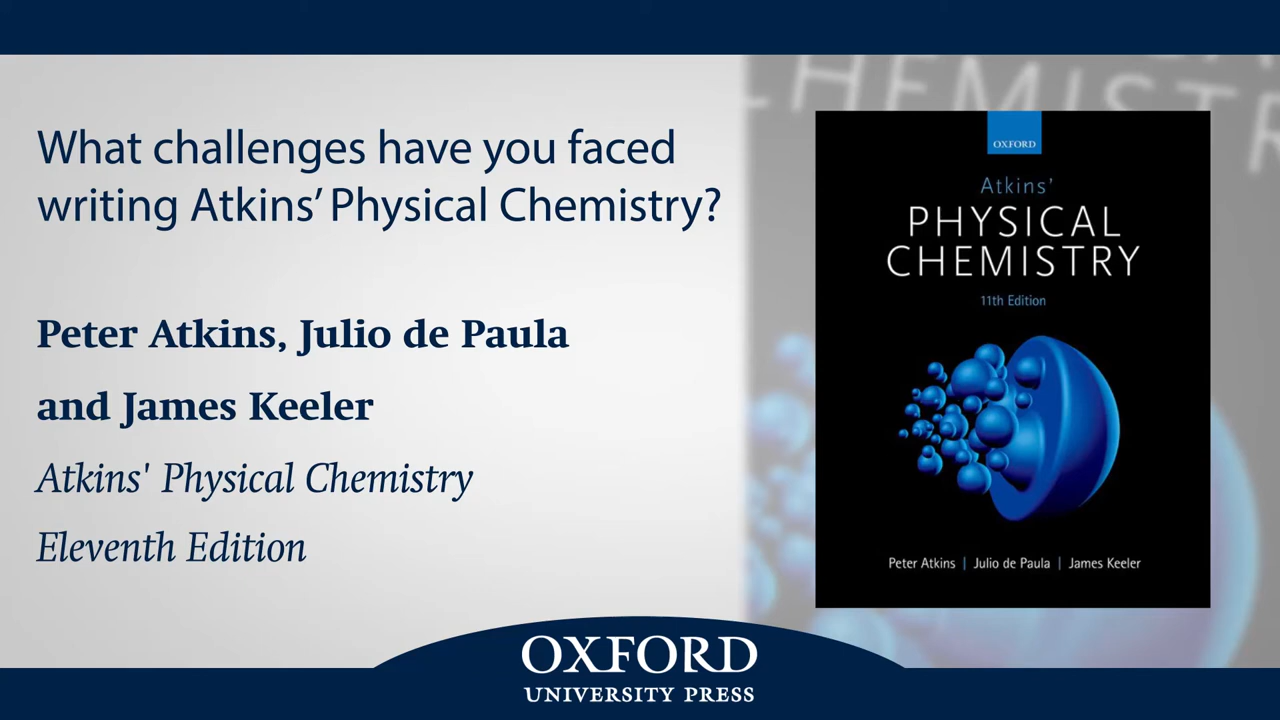 What challenges have you faced
writing Atkins’ Physical Chemistry?
Peter Atkins, Julio de Paula
and James Keeler
Atkins' Physical Chemistry
Eleventh Edition
CHEMISTR
OXFORD
Atkins’
PHYSICAL
CHEMISTRY
11th Edition
Peter Atkins | Julio de Paula | James Keeler
OXFORD
UNIVERSITY PRESS